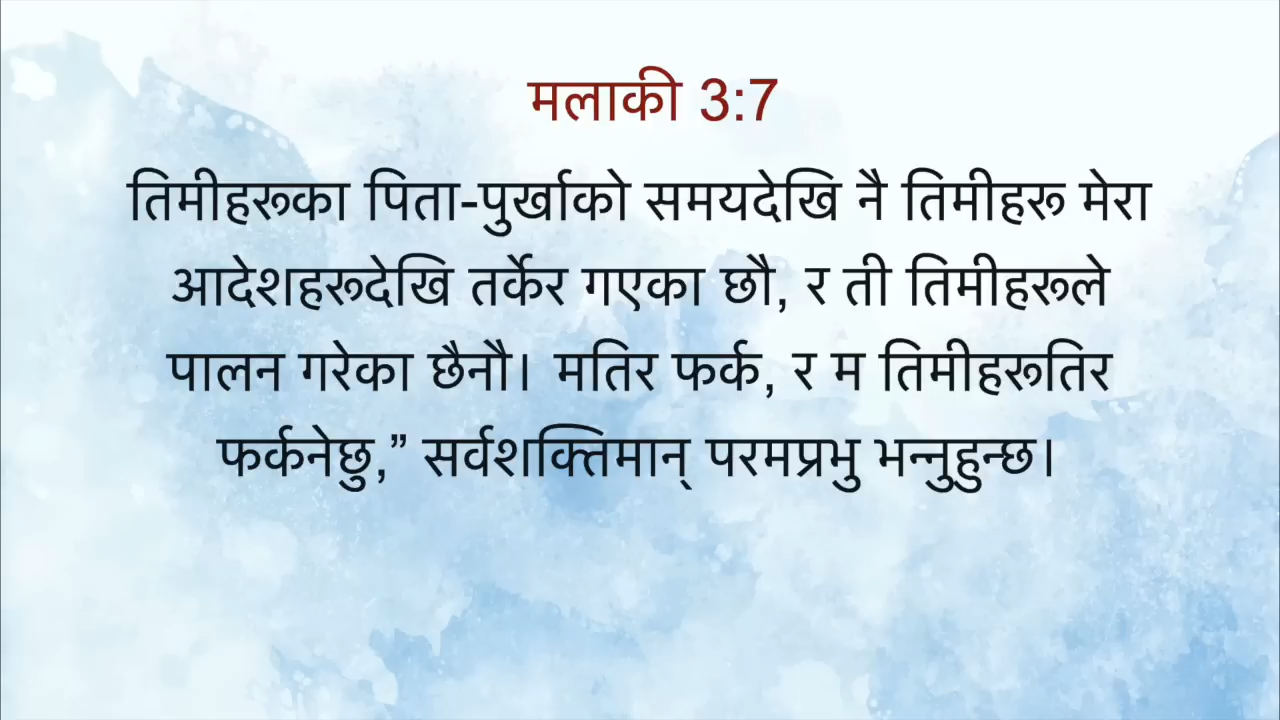 मलाकी 3:7
तिमीहरूका पिता-पुर्खाको समयदेखि नै तिमीहरू मेरा
आदेशहरूदेखि तर्केर गएका छौ, र ती तिमीहरूले
पालन गरेका छैनौ। मतिर फर्क, र म तिमीहरूतिर
फर्कनेछु,” सर्वशक्तिमान् परमप्रभु भन्नुहुन्छ।